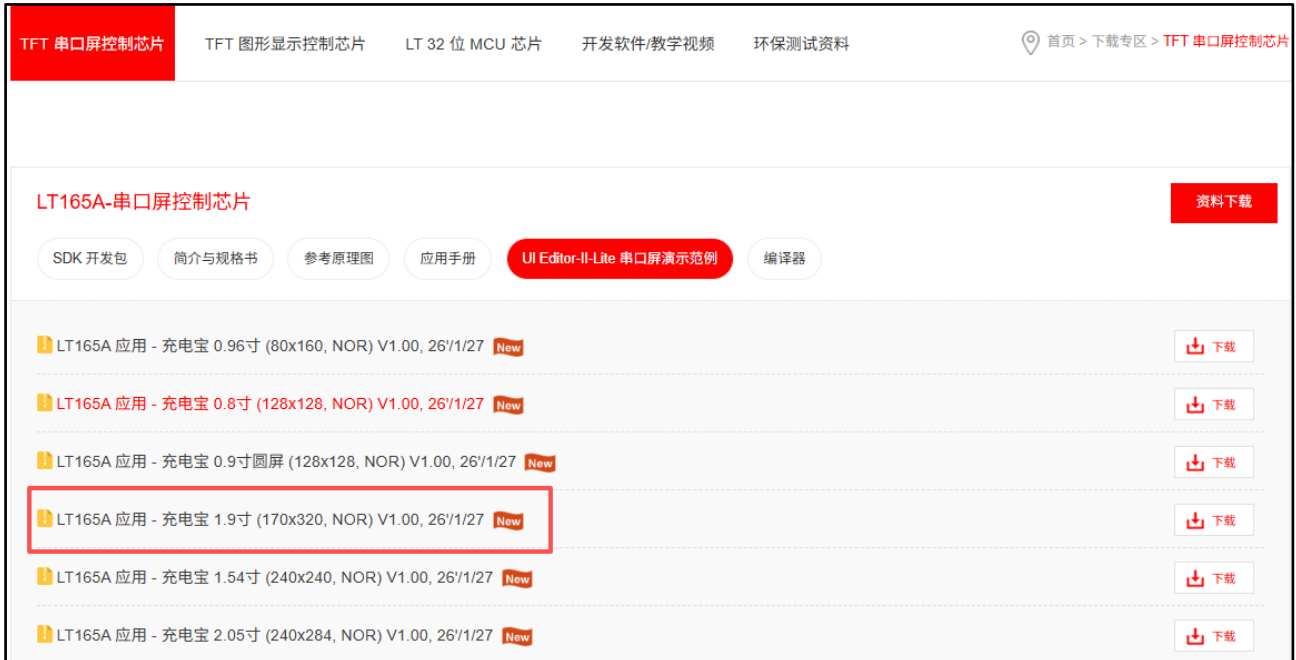 TFT 串口屏控制芯片 TFT 图形显示控制芯片 LT 32 位 MCU 芯片 开发软件/教学视频 环保测试资料 首页 > 下载专区 > TFT 串口屏控制芯片
LT165A-串口屏控制芯片 资料下载
SDK 开发包 简介与规格书 参考原理图 应用手册 UI Editor-II-Lite 串口屏演示范例 编译器
LT165A 应用 - 充电宝 0.96寸 (80x160, NOR) V1.00, 26'/1/27 New 下载
LT165A 应用 - 充电宝 0.8寸 (128x128, NOR) V1.00, 26'/1/27 New 下载
LT165A 应用 - 充电宝 0.9寸圆屏 (128x128, NOR) V1.00, 26'/1/27 New 下载
LT165A 应用 - 充电宝 1.9寸 (170x320, NOR) V1.00, 26'/1/27 New 下载
LT165A 应用 - 充电宝 1.54寸 (240x240, NOR) V1.00, 26'/1/27 New 下载
LT165A 应用 - 充电宝 2.05寸 (240x284, NOR) V1.00, 26'/1/27 New 下载